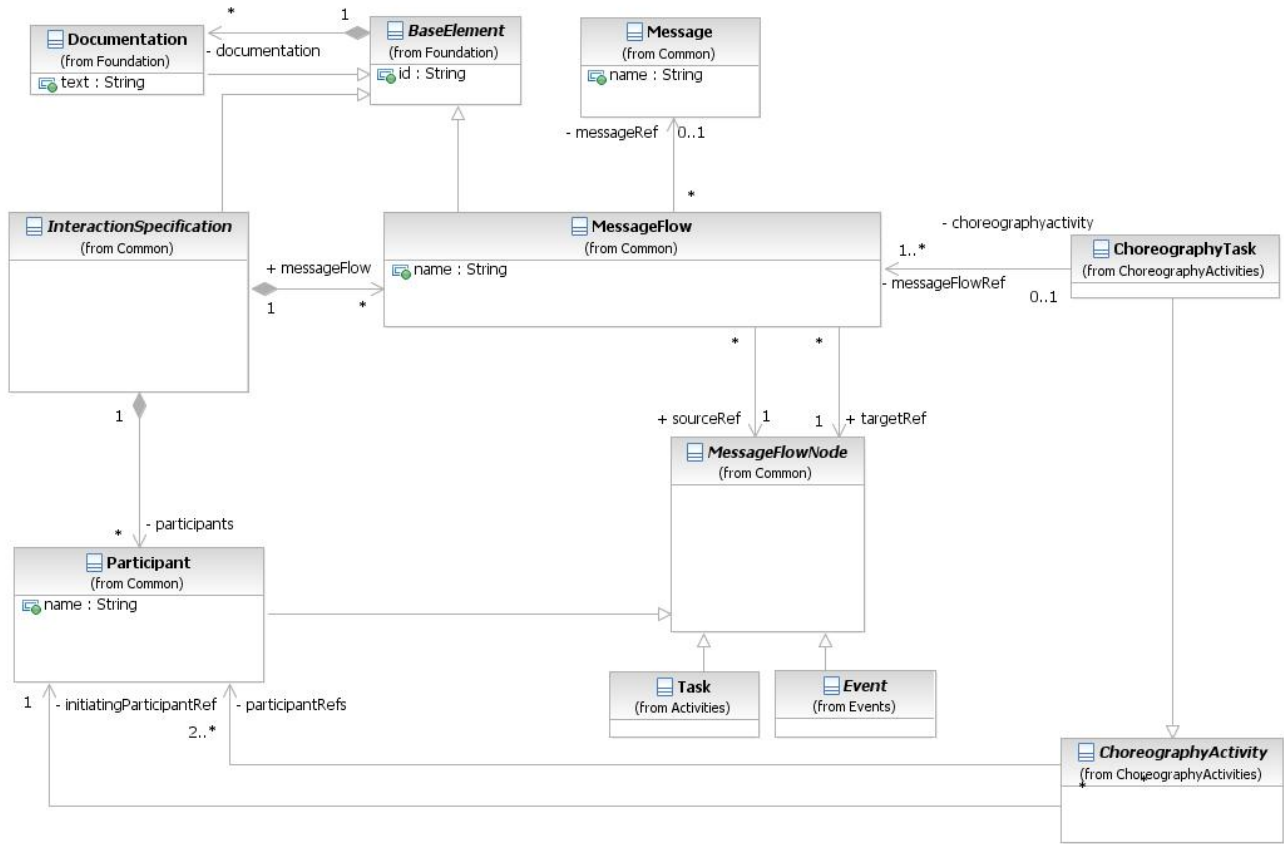 Documentation
(from Foundation)
text : String
*
1
- documentation
BaseElement
(from Foundation)
id : String
Message
(from Common)
name : String
- messageRef
0..1
*
InteractionSpecification
(from Common)
+ messageFlow
1
*
MessageFlow
(from Common)
name : String
- choreographyactivity
1..*
- messageFlowRef
0..1
ChoreographyTask
(from ChoreographyActivities)
*
*
+ sourceRef
1
1
+ targetRef
1
*
- participants
MessageFlowNode
(from Common)
Participant
(from Common)
name : String
Task
(from Activities)
Event
(from Events)
1
- initiatingParticipantRef
- participantRefs
2..*
ChoreographyActivity
(from ChoreographyActivities)
*
*